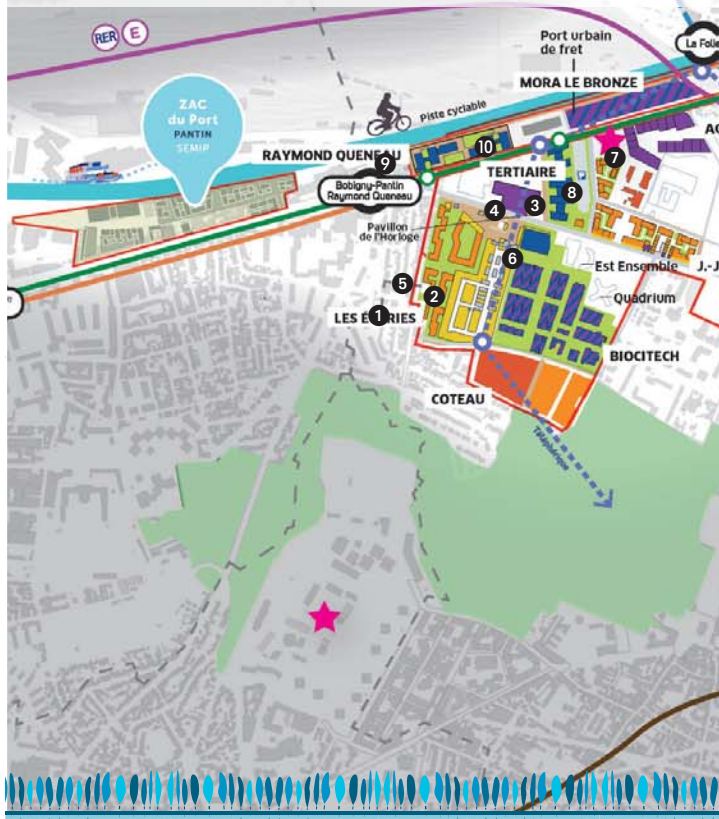 RER E
Port urbain
de fret
La Folie
MORA LE BRONZE
ZAC
du Port
PANTIN
SEMIP
Piste cyclable
RAYMOND QUENEAU
9
10
7
Bobigny-Pantin
Raymond Queneau
TERTIAIRE
8
4
3
Pavillon
de l'Horloge
6
Est Ensemble
J.-J
5
2
Quadrium
1
LES
BIOCITECH
COTEAU
Téléphérique